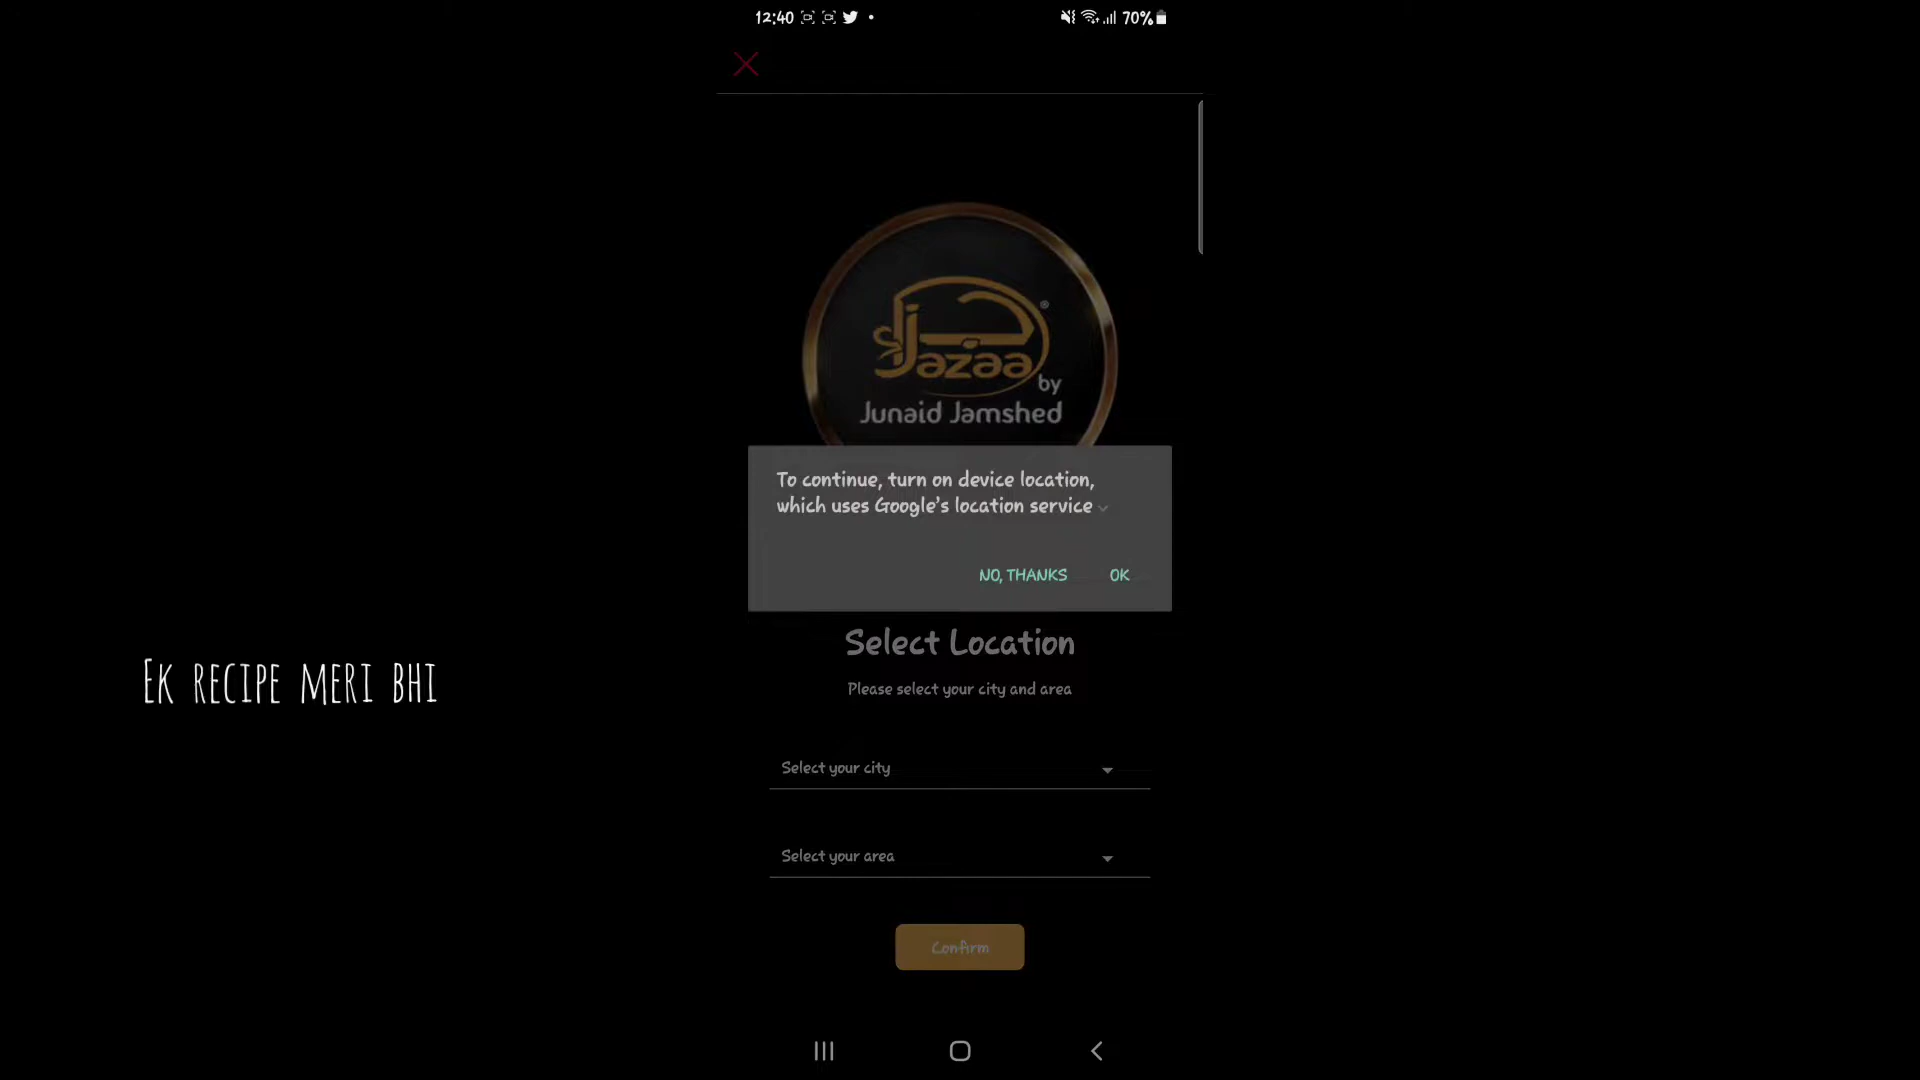 12:40
70%
Jazaa
by
Junaid Jamshed
To continue, turn on device location,
which uses Google's location service
NO, THANKS OK
Select Location
Please select your city and area
EK RECIPE MERI BHI
Select your city
Select your area
Confirm